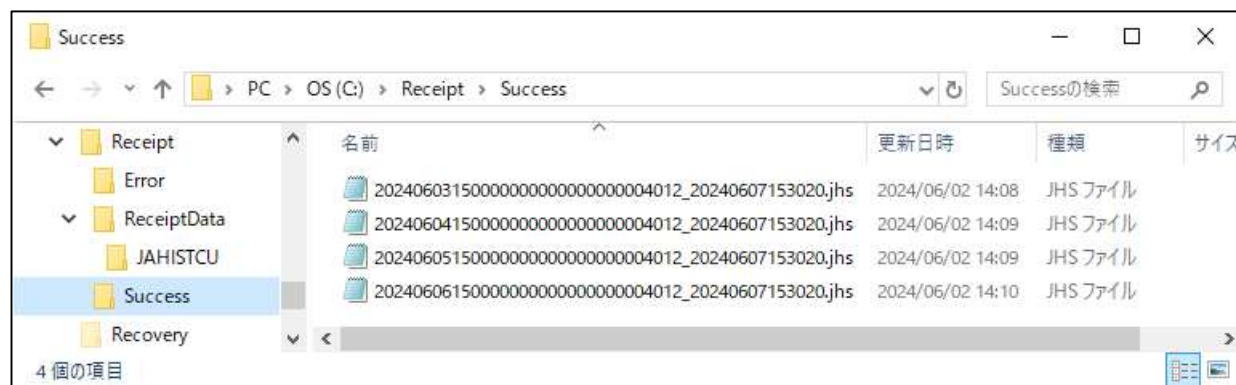 Success
PC > OS (C:) > Receipt > Success
Successの検索
Receipt
Error
ReceiptData
JAHISTCU
Success
Recovery
名前 更新日時 種類 サイズ
20240603150000000000000000004012_20240607153020.jhs 2024/06/02 14:08 JHS ファイル
20240604150000000000000000004012_20240607153020.jhs 2024/06/02 14:09 JHS ファイル
20240605150000000000000000004012_20240607153020.jhs 2024/06/02 14:09 JHS ファイル
20240606150000000000000000004012_20240607153020.jhs 2024/06/02 14:10 JHS ファイル
4 個の項目